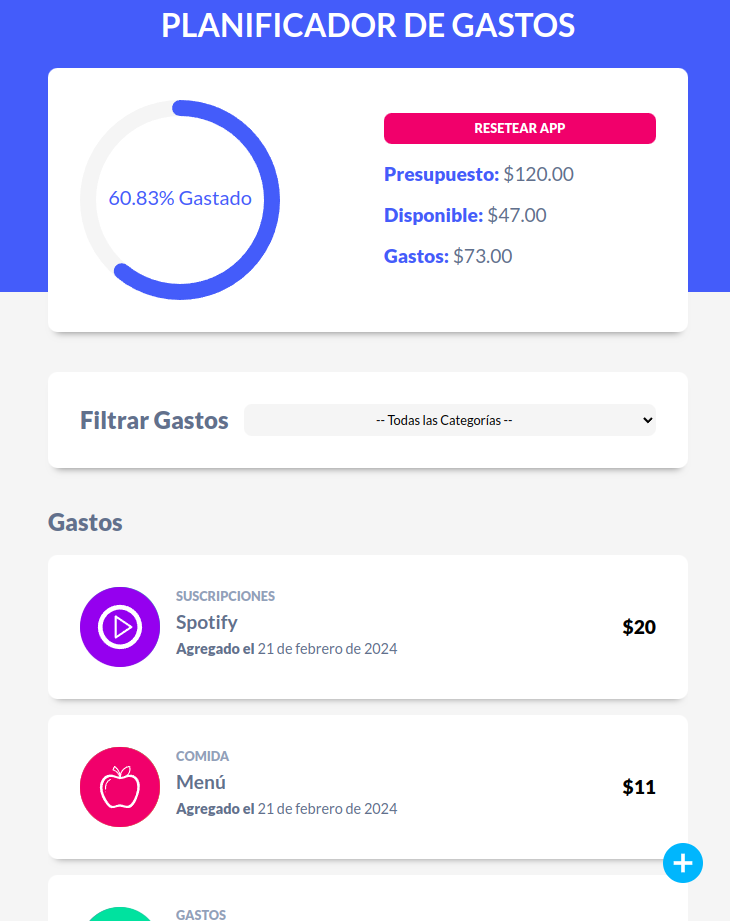 PLANIFICADOR DE GASTOS
60.83% Gastado
RESETEAR APP
Presupuesto: $120.00
Disponible: $47.00
Gastos: $73.00
Filtrar Gastos
-- Todas las Categorías --
Gastos
SUSCRIPCIONES
Spotify
Agregado el 21 de febrero de 2024
$20
COMIDA
Menú
Agregado el 21 de febrero de 2024
$11
GASTOS